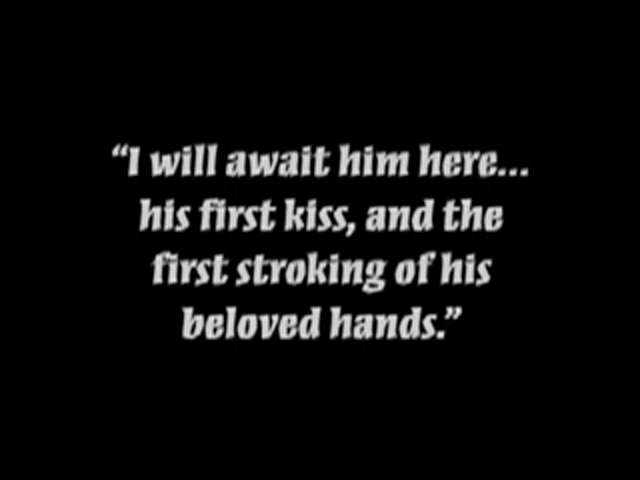 “I will await him here...
his first kiss, and the
first stroking of his
beloved hands.”